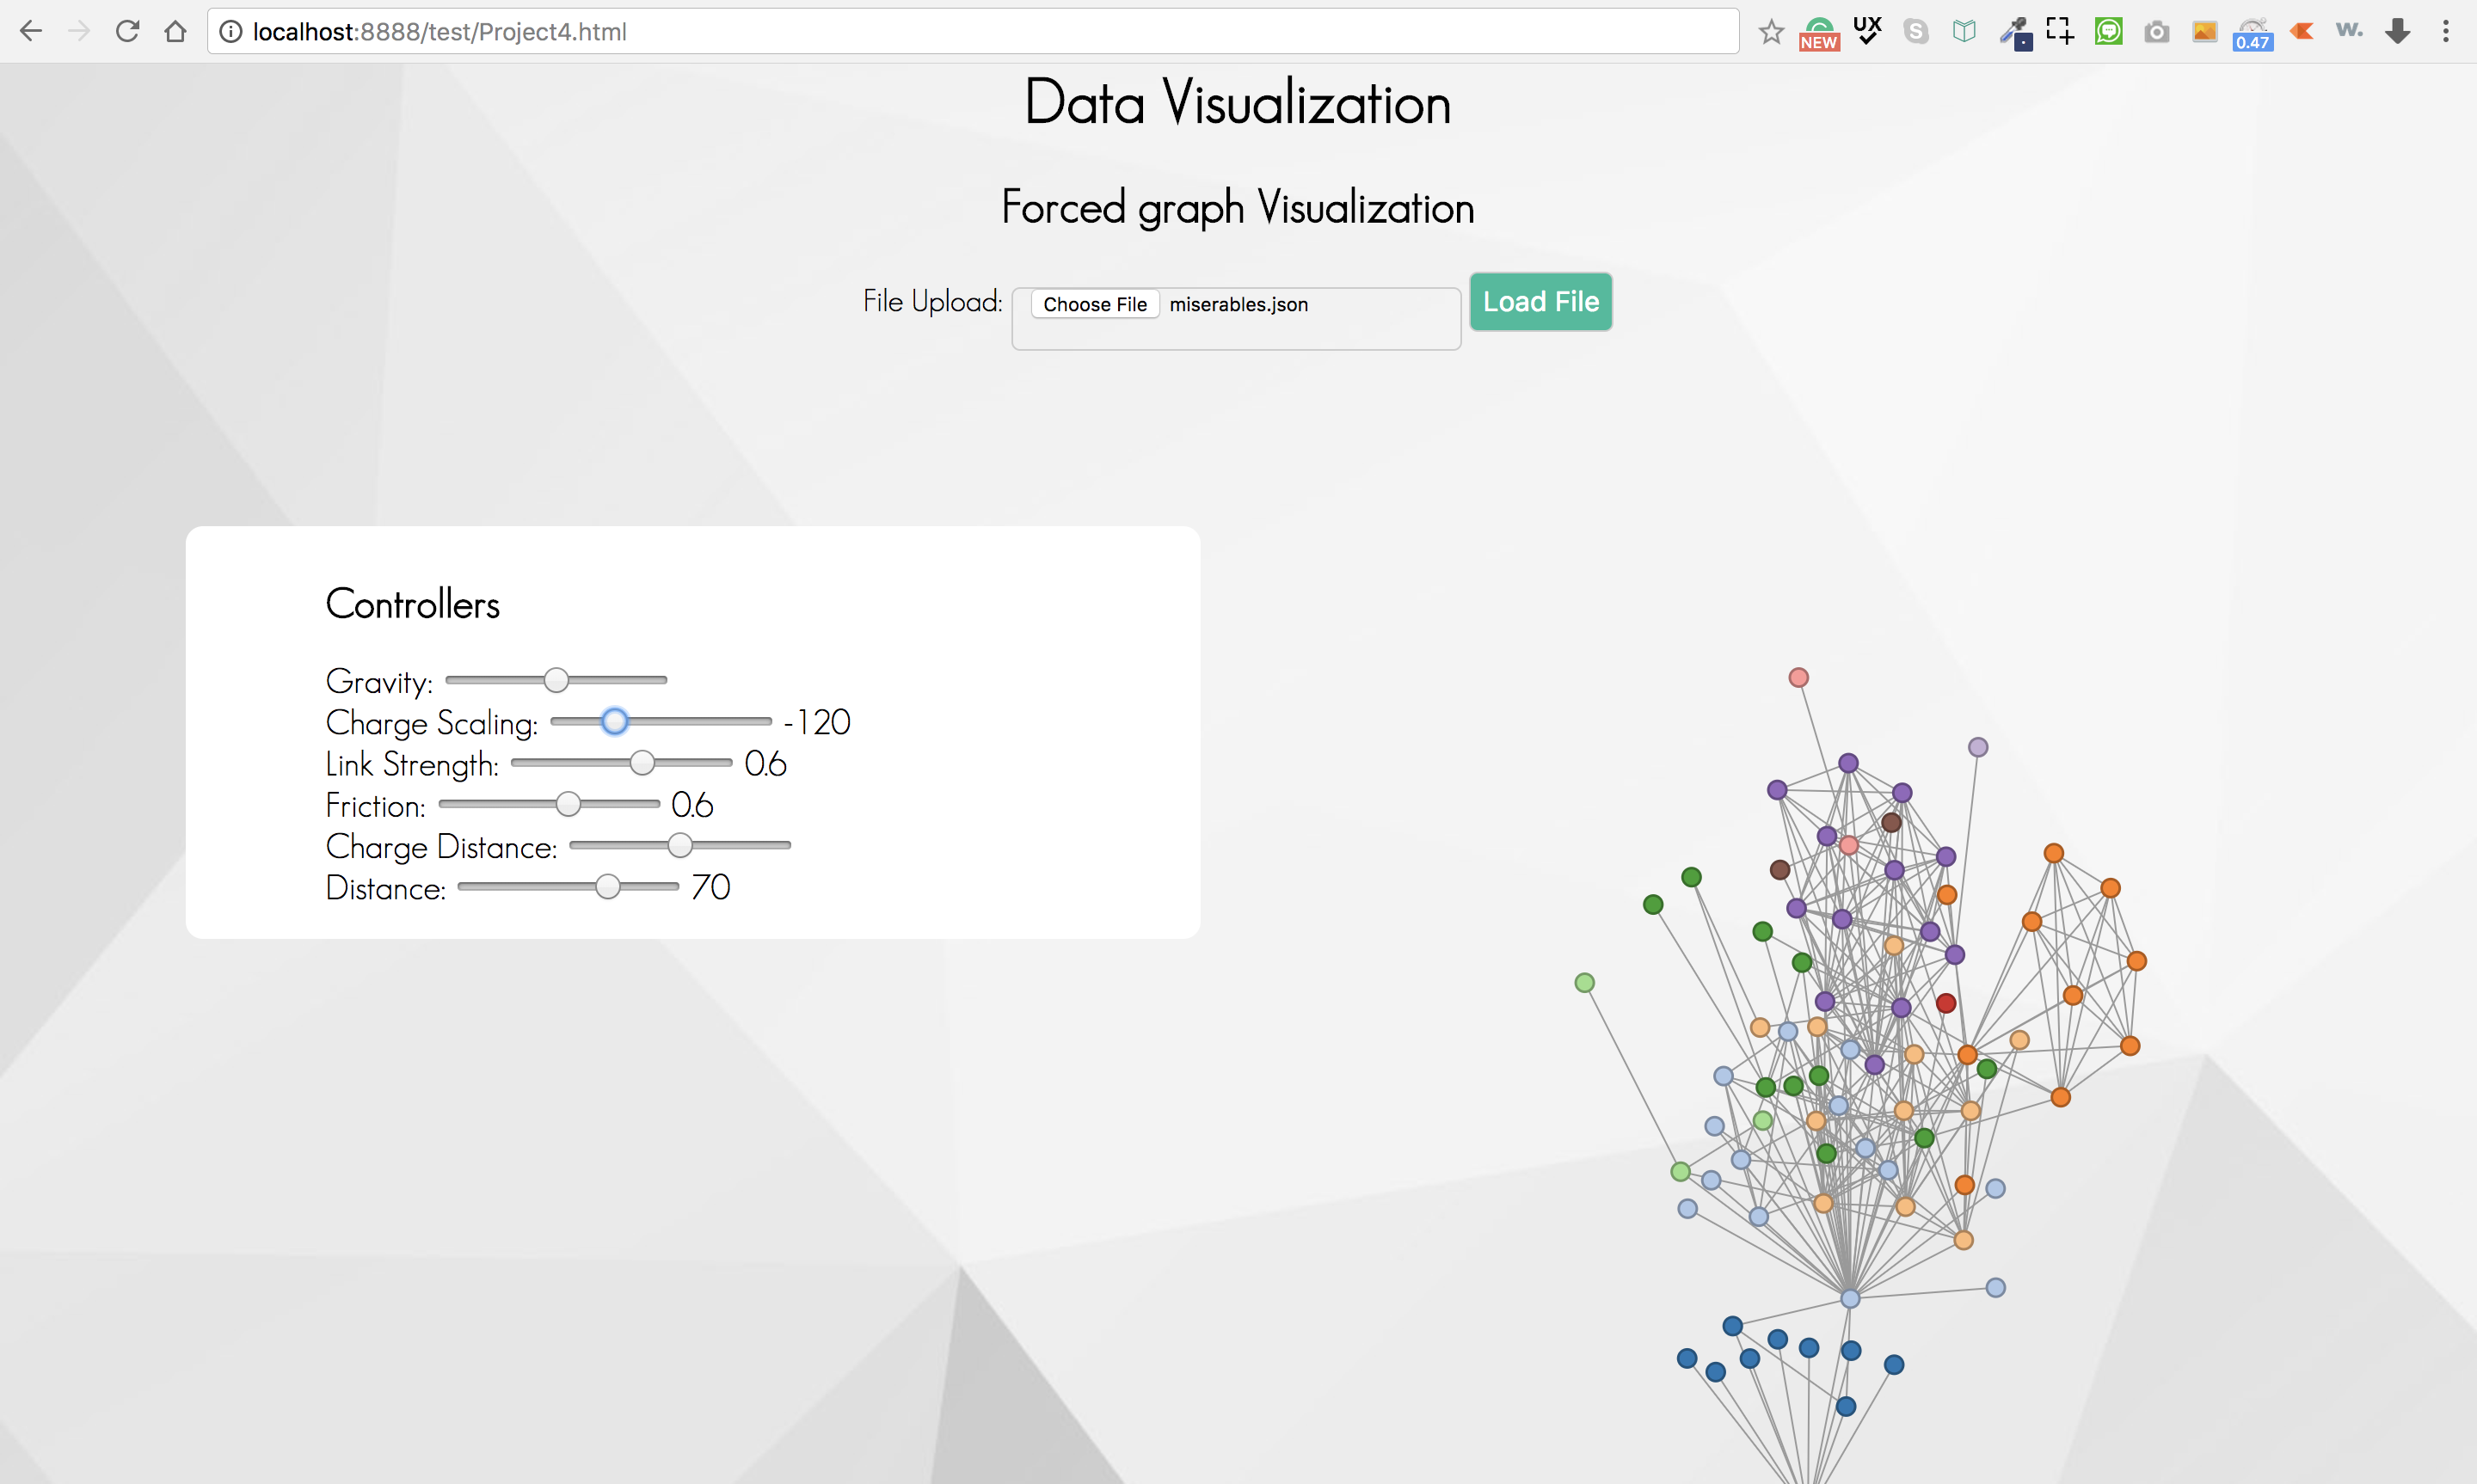 localhost:8888/test/Project4.html
NEW
UX
S
0.47
w.
Data Visualization
Forced graph Visualization
File Upload: Choose File miserables.json Load File
Controllers
Gravity:
Charge Scaling: -120
Link Strength: 0.6
Friction: 0.6
Charge Distance:
Distance: 70